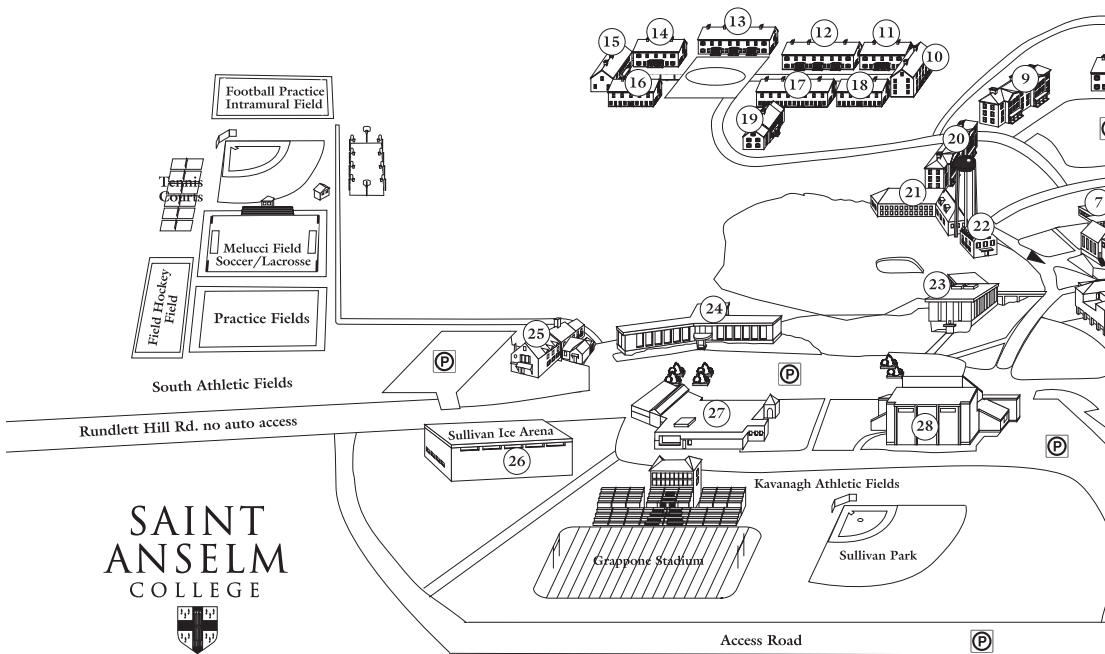 13
12
11
14
15
10
16
17
18
9
19
Football Practice
Intramural Field
20
Tennis
Courts
21
7
22
Melucci Field
Soccer/Lacrosse
Field Hockey
Field
23
Practice Fields
24
25
P
P
South Athletic Fields
Rundlett Hill Rd. no auto access
27
28
Sullivan Ice Arena
26
P
Kavanagh Athletic Fields
SAINT
ANSELM
COLLEGE
Grappone Stadium
Sullivan Park
Access Road
P